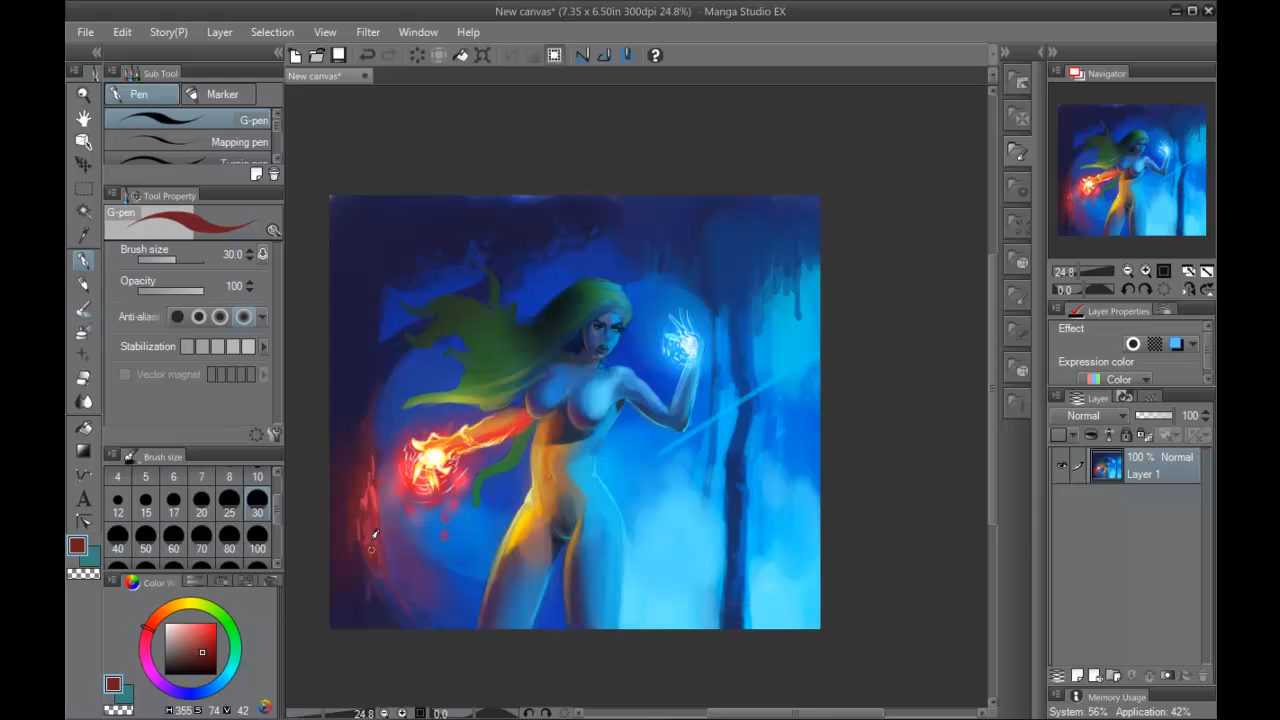 New canvas* (7.35 x 6.50in 300dpi 24.8%) - Manga Studio EX
File Edit Story(P) Layer Selection View Filter Window Help
Sub Tool
New canvas*
Navigator
Pen Marker
G-pen
Mapping pen
Tool Property
G-pen
Brush size 30.0
Opacity 100
Anti-alias
Stabilization
Vector magnet
24.8
0.0
Layer Properties
Effect
Expression color
Color
Layer
Normal 100
100 % Normal
Layer 1
Brush size
4 5 6 7 8 10
12 15 17 20 25 30
40 50 60 70 80 100
Color
H 355 S 74 V 42
24.8 0.0
Memory Usage
System: 56% Application: 42%